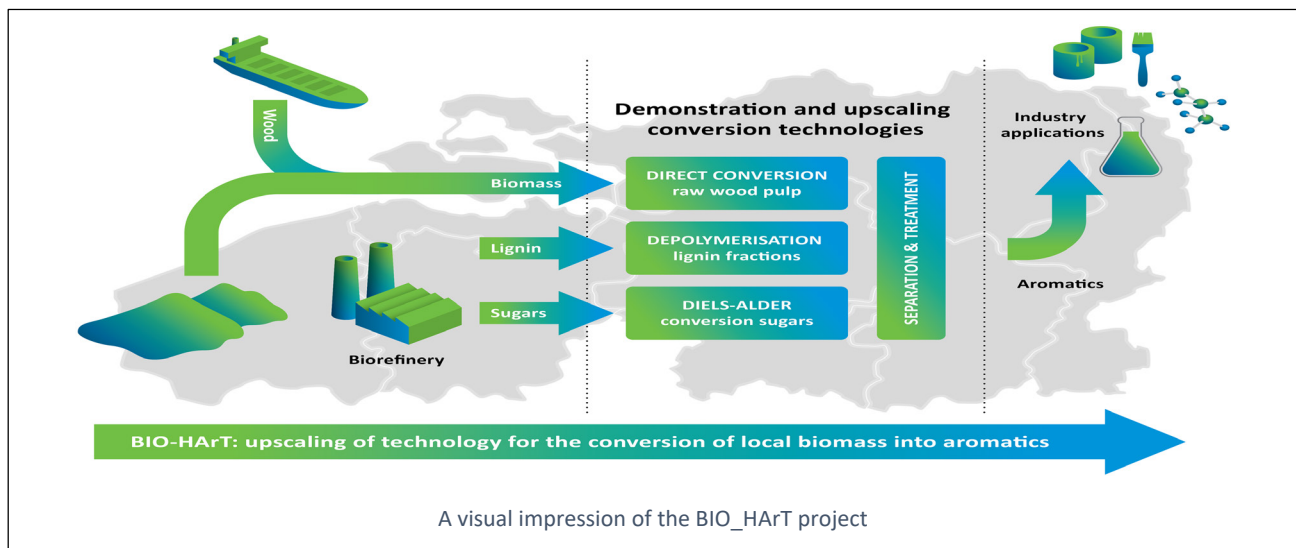 Wood
Biomass
Lignin
Sugars
Biorefinery
Demonstration and upscaling
conversion technologies
DIRECT CONVERSION
raw wood pulp
DEPOLYMERISATION
lignin fractions
DIELS-ALDER
conversion sugars
SEPARATION & TREATMENT
Industry
applications
Aromatics
BIO-HArT: upscaling of technology for the conversion of local biomass into aromatics
A visual impression of the BIO_HArT project